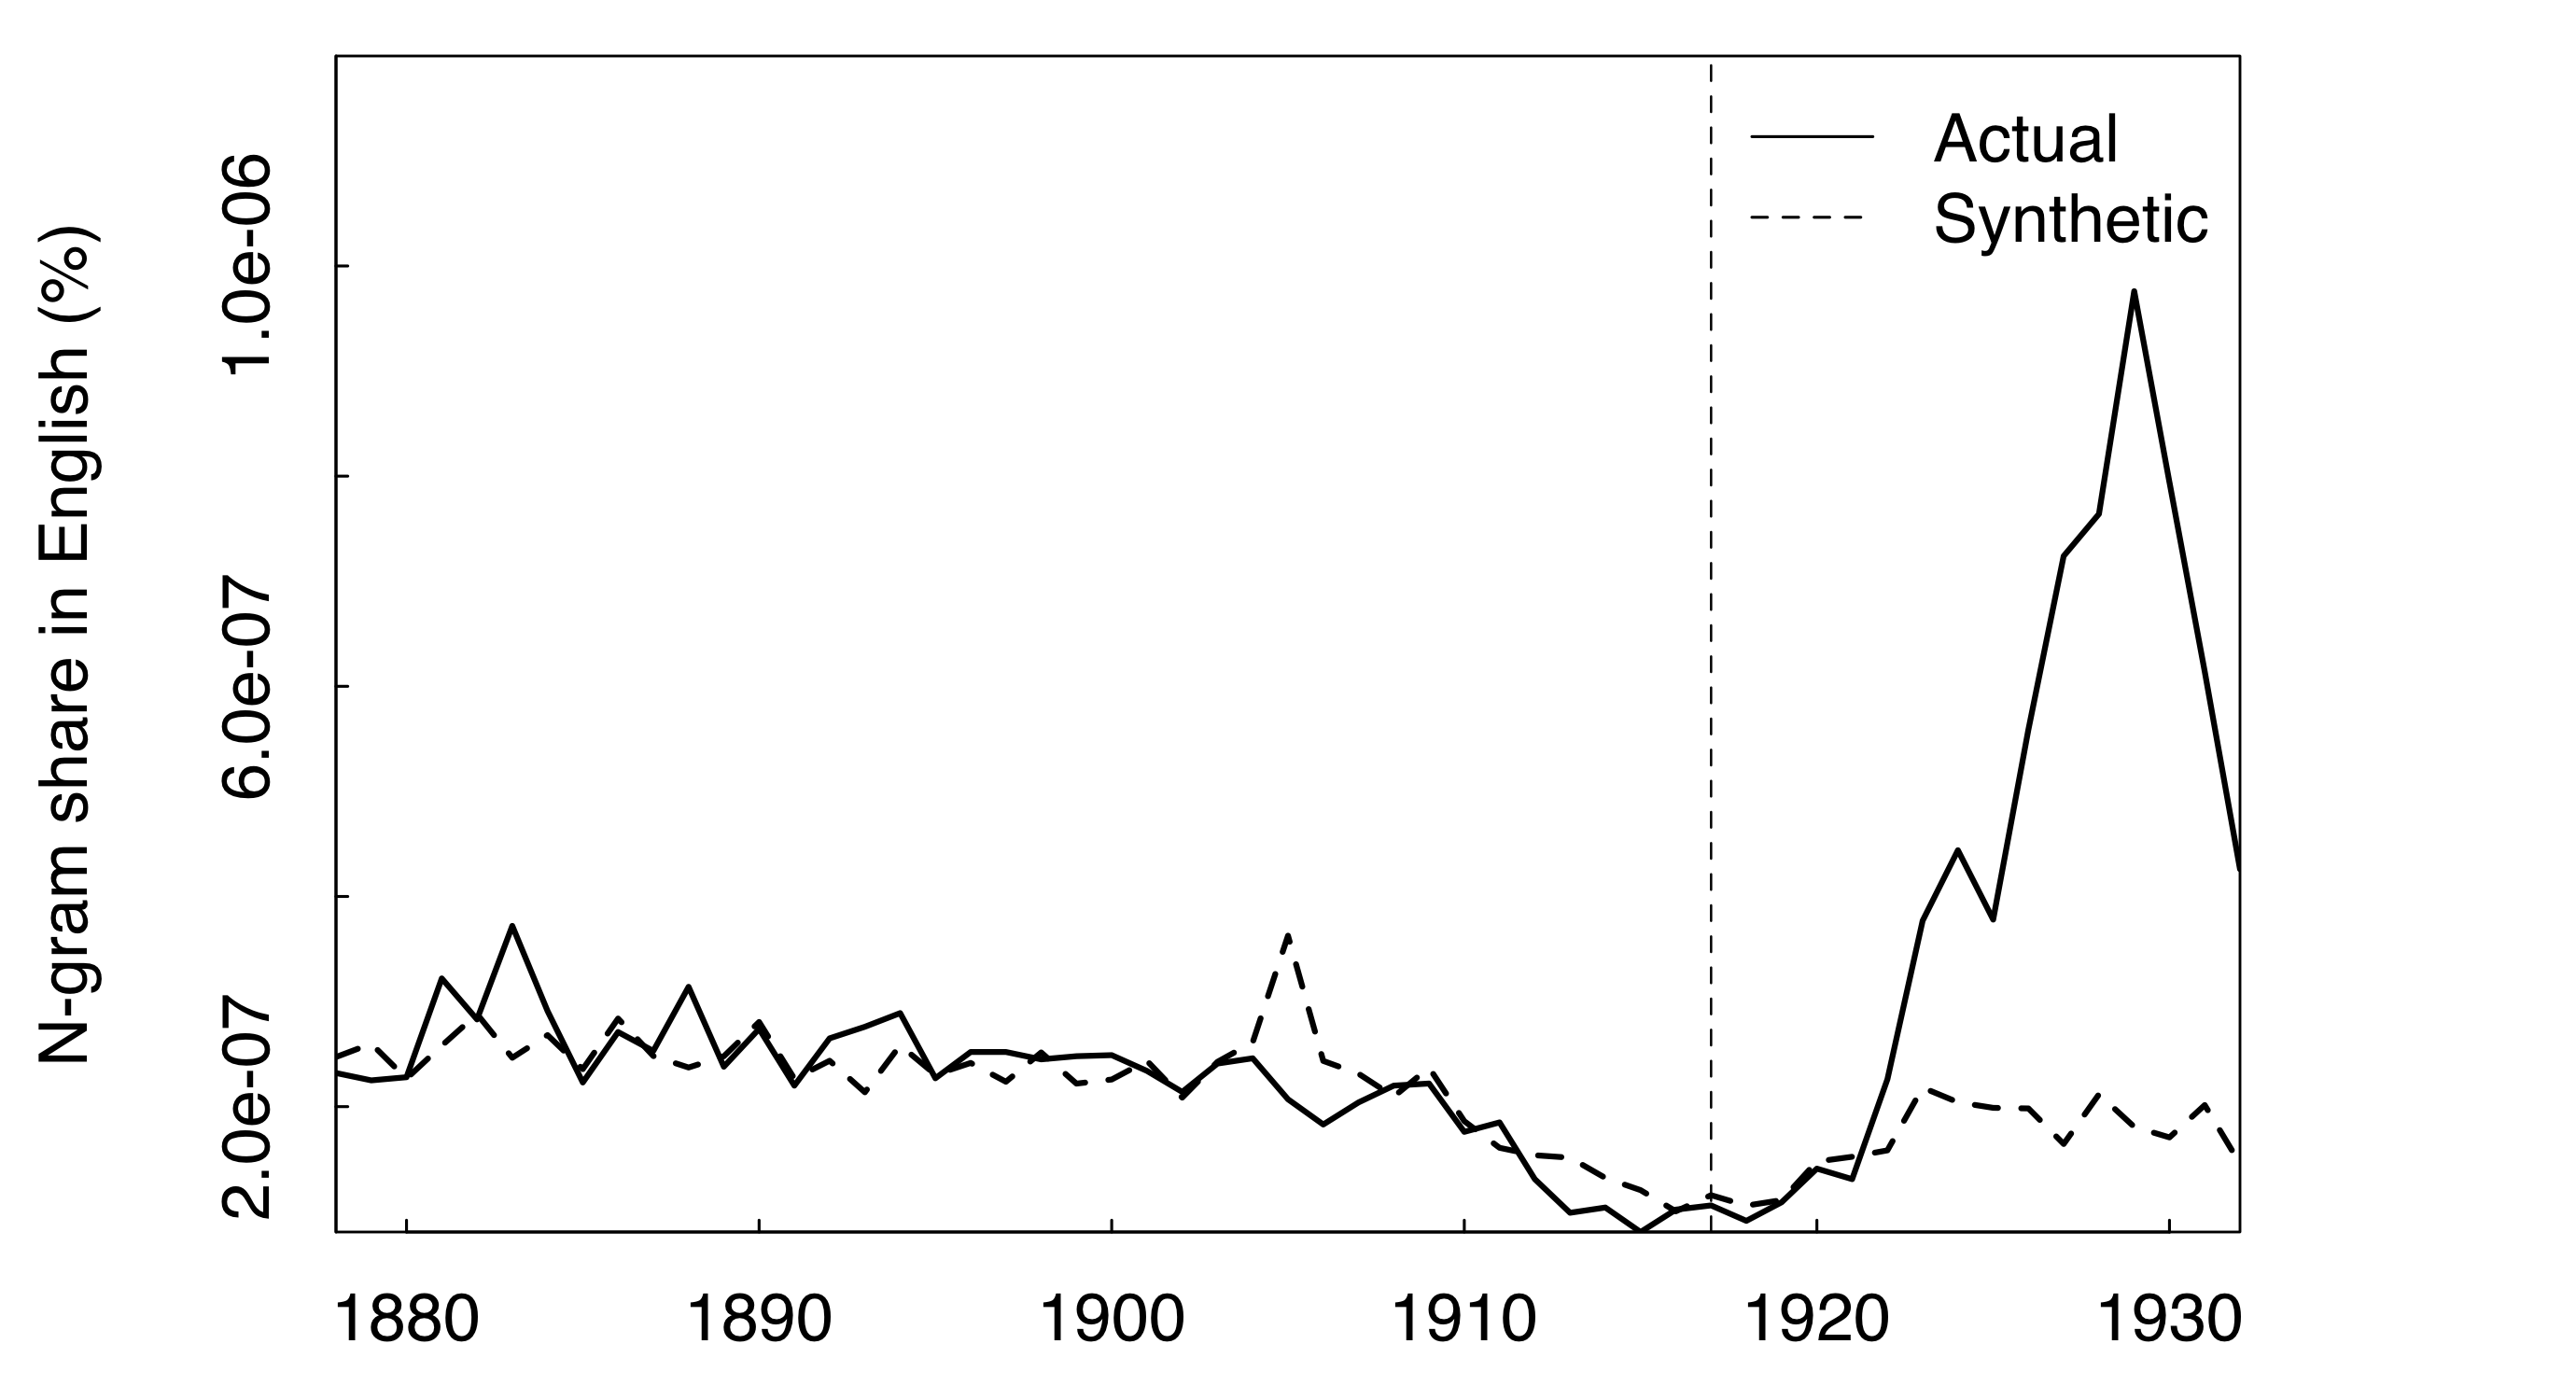 N-gram share in English (%)
1.0e-06
6.0e-07
2.0e-07
Actual
Synthetic
1880 1890 1900 1910 1920 1930